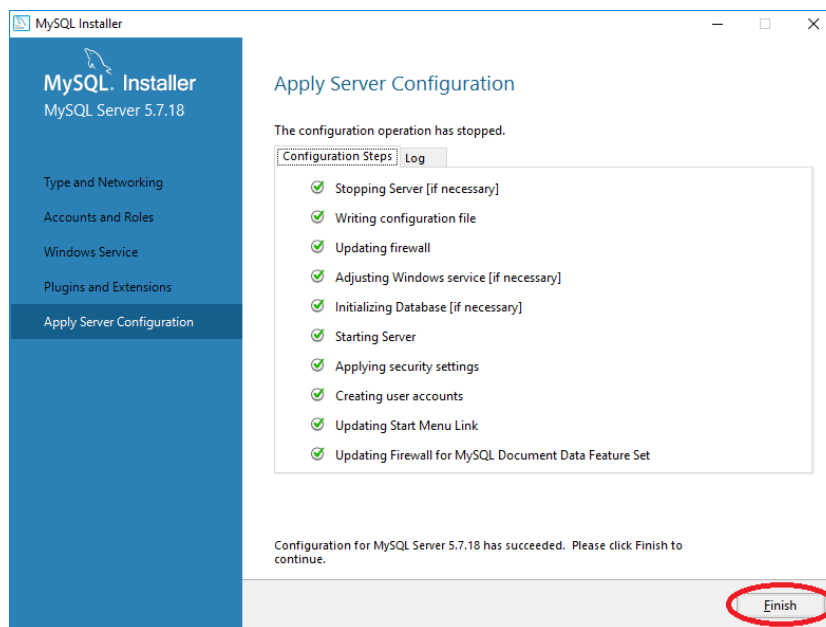 MySQL Installer
MySQL. Installer
MySQL Server 5.7.18
Type and Networking
Accounts and Roles
Windows Service
Plugins and Extensions
Apply Server Configuration
Apply Server Configuration
The configuration operation has stopped.
Configuration Steps Log
Stopping Server [if necessary]
Writing configuration file
Updating firewall
Adjusting Windows service [if necessary]
Initializing Database [if necessary]
Starting Server
Applying security settings
Creating user accounts
Updating Start Menu Link
Updating Firewall for MySQL Document Data Feature Set
Configuration for MySQL Server 5.7.18 has succeeded. Please click Finish to
continue.
Finish